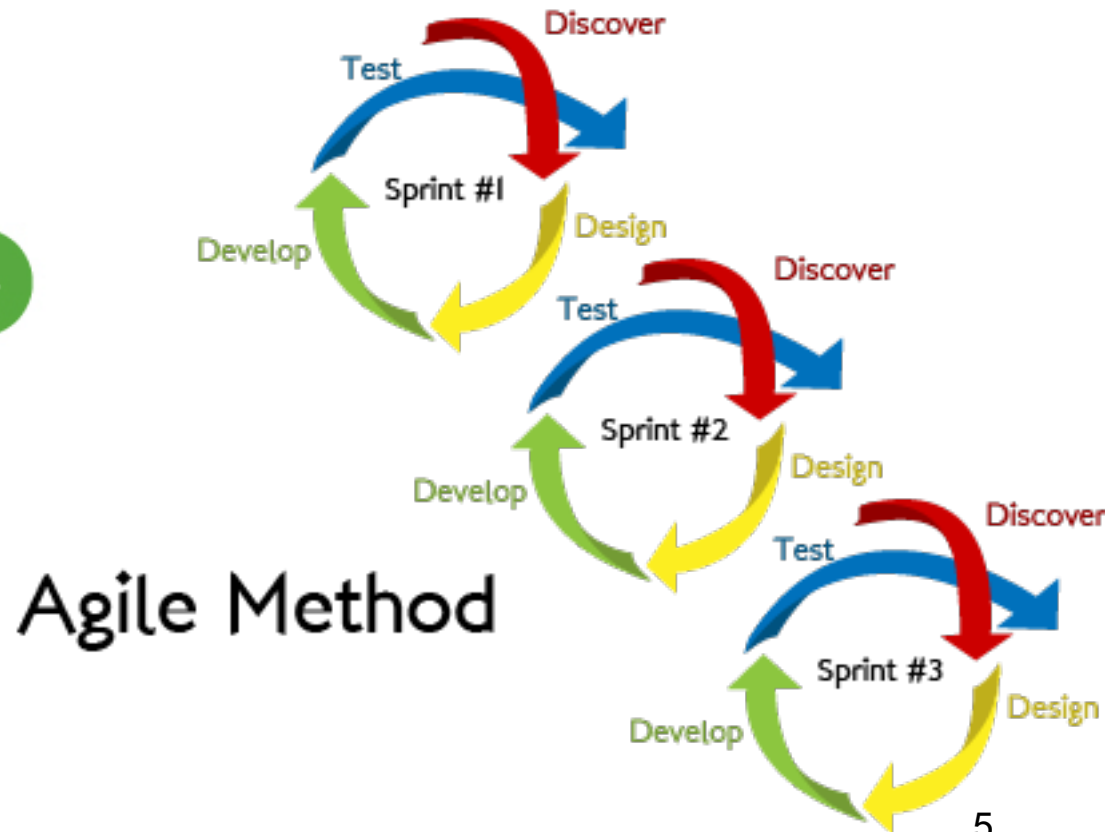 Discover
Test
Sprint #1
Design
Develop
Discover
Test
Sprint #2
Design
Develop
Discover
Test
Sprint #3
Design
Develop
Agile Method
5